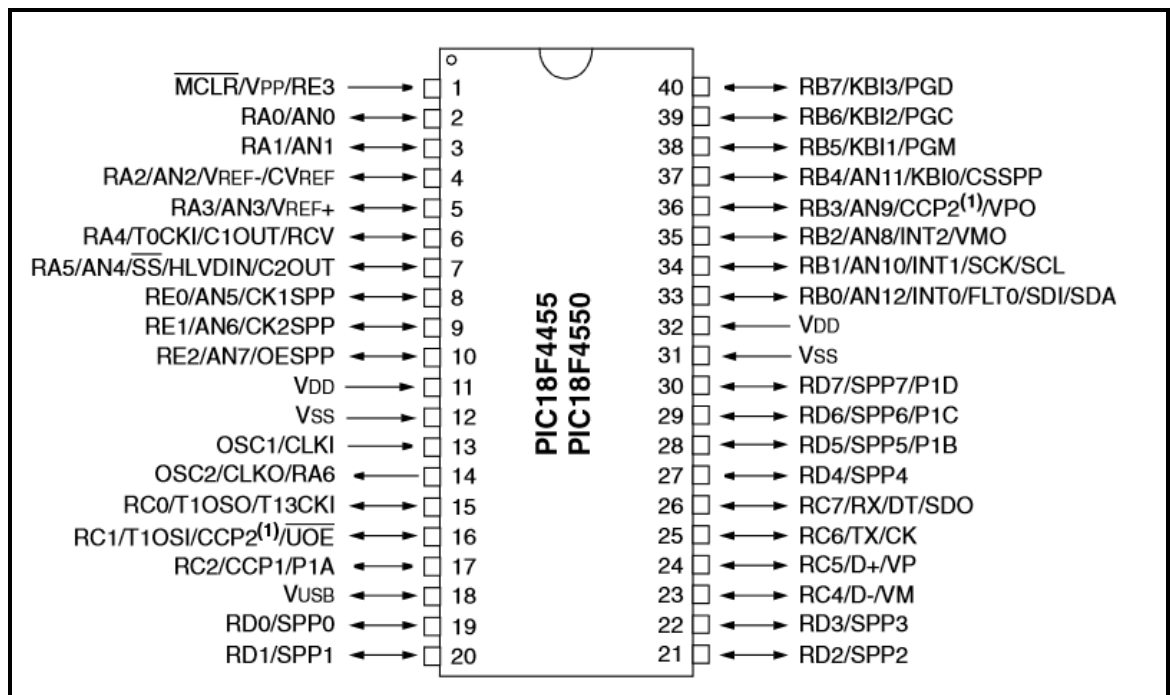 MCLR/VPP/RE3 1
RA0/AN0 2
RA1/AN1 3
RA2/AN2/VREF-/CVREF 4
RA3/AN3/VREF+ 5
RA4/T0CKI/C1OUT/RCV 6
RA5/AN4/SS/HLVDIN/C2OUT 7
RE0/AN5/CK1SPP 8
RE1/AN6/CK2SPP 9
RE2/AN7/OESPP 10
VDD 11
VSS 12
OSC1/CLKI 13
OSC2/CLKO/RA6 14
RC0/T1OSO/T13CKI 15
RC1/T1OSI/CCP2(1)/UOE 16
RC2/CCP1/P1A 17
VUSB 18
RD0/SPP0 19
RD1/SPP1 20
PIC18F4455
PIC18F4550
40 RB7/KBI3/PGD
39 RB6/KBI2/PGC
38 RB5/KBI1/PGM
37 RB4/AN11/KBI0/CSSPP
36 RB3/AN9/CCP2(1)/VPO
35 RB2/AN8/INT2/VMO
34 RB1/AN10/INT1/SCK/SCL
33 RB0/AN12/INT0/FLT0/SDI/SDA
32 VDD
31 VSS
30 RD7/SPP7/P1D
29 RD6/SPP6/P1C
28 RD5/SPP5/P1B
27 RD4/SPP4
26 RC7/RX/DT/SDO
25 RC6/TX/CK
24 RC5/D+/VP
23 RC4/D-/VM
22 RD3/SPP3
21 RD2/SPP2